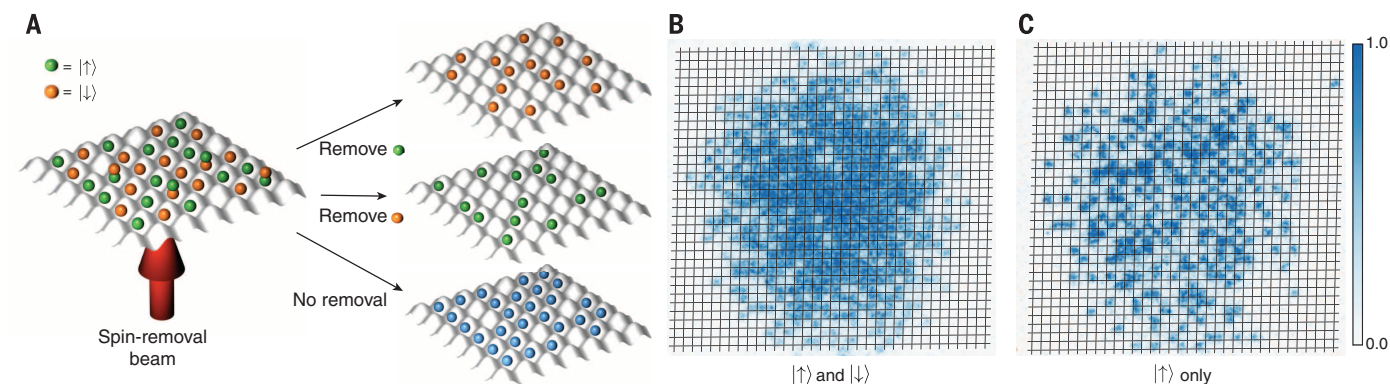 A
= |↑⟩
= |↓⟩
Remove
Remove
No removal
Spin-removal
beam
B
|↑⟩ and |↓⟩
C
|↑⟩ only
1.0
0.0